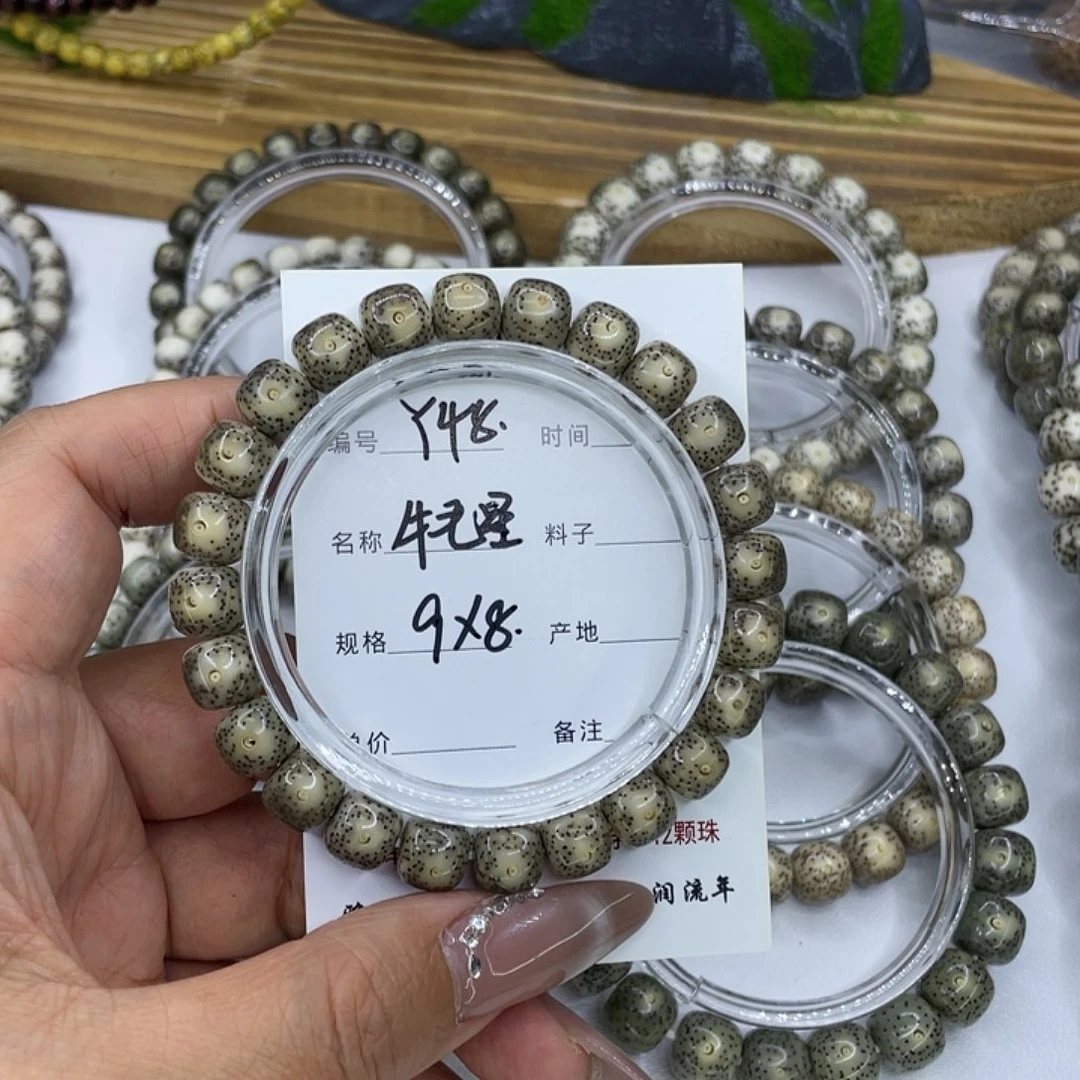 编号 Y48. 时间
名称 牛毛星 料子
规格 9X8. 产地
价 备注
2颗珠
润流年